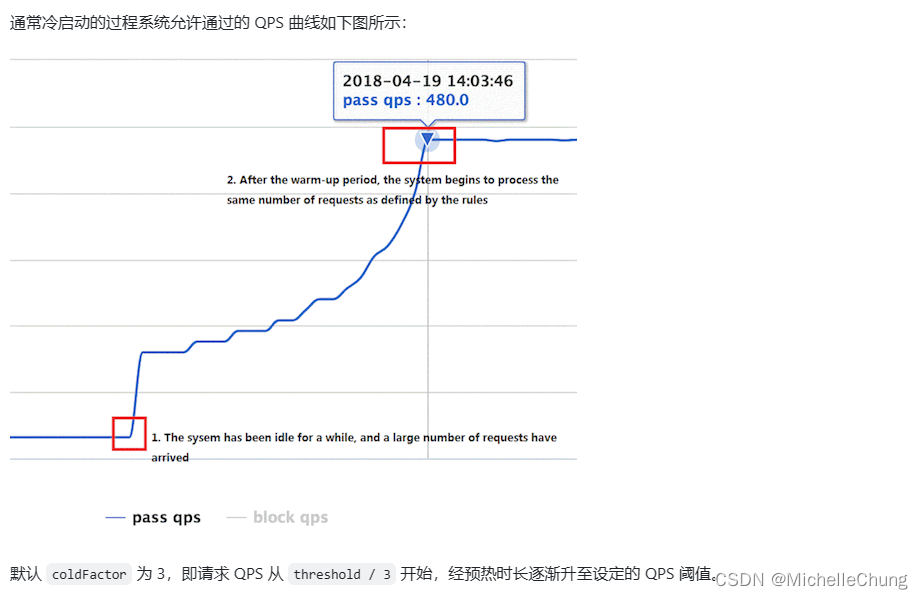 通常冷启动的过程系统允许通过的 QPS 曲线如下图所示：
2018-04-19 14:03:46
pass qps : 480.0
2. After the warm-up period, the system begins to process the
same number of requests as defined by the rules
1. The sysem has been idle for a while, and a large number of requests have
arrived
pass qps
block qps
默认 coldFactor 为 3，即请求 QPS 从 threshold / 3 开始，经预热时长逐渐升至设定的 QPS 阈值。
CSDN @MichelleChung